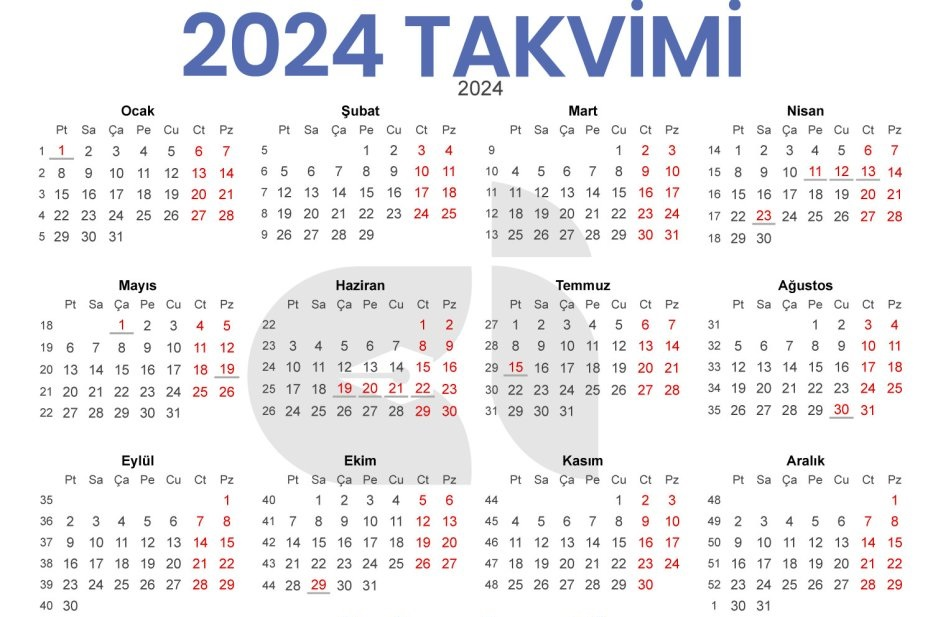 2024 TAKVİMİ
2024
Ocak
Pt Sa Ça Pe Cu Ct Pz
1 1 2 3 4 5 6 7
2 8 9 10 11 12 13 14
3 15 16 17 18 19 20 21
4 22 23 24 25 26 27 28
5 29 30 31
Şubat
Pt Sa Ça Pe Cu Ct Pz
5 1 2 3 4
6 5 6 7 8 9 10 11
7 12 13 14 15 16 17 18
8 19 20 21 22 23 24 25
9 26 27 28 29
Mart
Pt Sa Ça Pe Cu Ct Pz
9 1 2 3
10 4 5 6 7 8 9 10
11 11 12 13 14 15 16 17
12 18 19 20 21 22 23 24
13 25 26 27 28 29 30 31
Nisan
Pt Sa Ça Pe Cu Ct Pz
14 1 2 3 4 5 6 7
15 8 9 10 11 12 13 14
16 15 16 17 18 19 20 21
17 22 23 24 25 26 27 28
18 29 30
Mayıs
Pt Sa Ça Pe Cu Ct Pz
18 1 2 3 4 5
19 6 7 8 9 10 11 12
20 13 14 15 16 17 18 19
21 20 21 22 23 24 25 26
22 27 28 29 30 31
Haziran
Pt Sa Ça Pe Cu Ct Pz
22 1 2
23 3 4 5 6 7 8 9
24 10 11 12 13 14 15 16
25 17 18 19 20 21 22 23
26 24 25 26 27 28 29 30
Temmuz
Pt Sa Ça Pe Cu Ct Pz
27 1 2 3 4 5 6 7
28 8 9 10 11 12 13 14
29 15 16 17 18 19 20 21
30 22 23 24 25 26 27 28
31 29 30 31
Ağustos
Pt Sa Ça Pe Cu Ct Pz
31 1 2 3 4
32 5 6 7 8 9 10 11
33 12 13 14 15 16 17 18
34 19 20 21 22 23 24 25
35 26 27 28 29 30 31
Eylül
Pt Sa Ça Pe Cu Ct Pz
35 1
36 2 3 4 5 6 7 8
37 9 10 11 12 13 14 15
38 16 17 18 19 20 21 22
39 23 24 25 26 27 28 29
40 30
Ekim
Pt Sa Ça Pe Cu Ct Pz
40 1 2 3 4 5 6
41 7 8 9 10 11 12 13
42 14 15 16 17 18 19 20
43 21 22 23 24 25 26 27
44 28 29 30 31
Kasım
Pt Sa Ça Pe Cu Ct Pz
44 1 2 3
45 4 5 6 7 8 9 10
46 11 12 13 14 15 16 17
47 18 19 20 21 22 23 24
48 25 26 27 28 29 30
Aralık
Pt Sa Ça Pe Cu Ct Pz
48 1
49 2 3 4 5 6 7 8
50 9 10 11 12 13 14 15
51 16 17 18 19 20 21 22
52 23 24 25 26 27 28 29
1 30 31